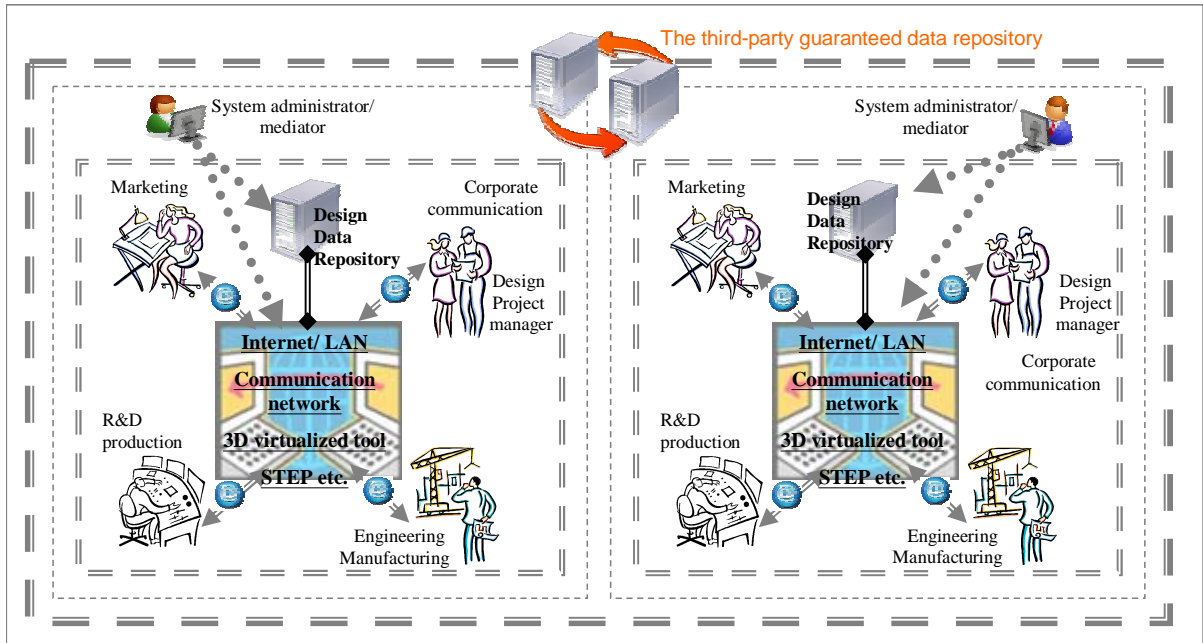 The third-party guaranteed data repository
System administrator/
mediator
Marketing
Design
Data
Repository
Corporate
communication
Design
Project
manager
Internet/ LAN
Communication
network
3D virtualized tool
STEP etc.
R&D
production
Engineering
Manufacturing
System administrator/
mediator
Marketing
Design
Data
Repository
Design
Project
manager
Corporate
communication
Internet/ LAN
Communication
network
3D virtualized tool
STEP etc.
R&D
production
Engineering
Manufacturing